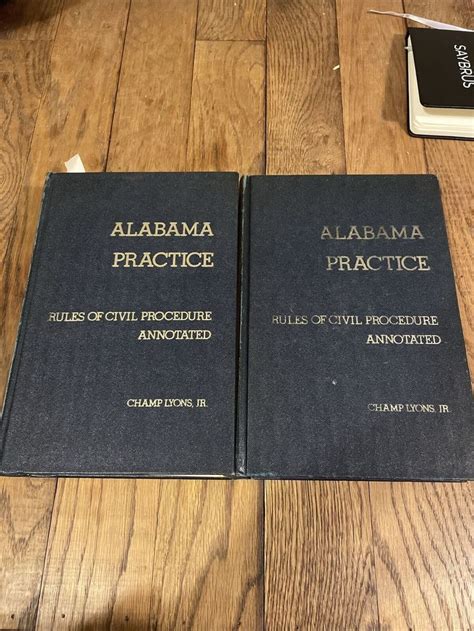 SAYBRUS
ALABAMA
PRACTICE
RULES OF CIVIL PROCEDURE
ANNOTATED
CHAMP LYONS, JR.
ALABAMA
PRACTICE
RULES OF CIVIL PROCEDURE
ANNOTATED
CHAMP LYONS, JR.